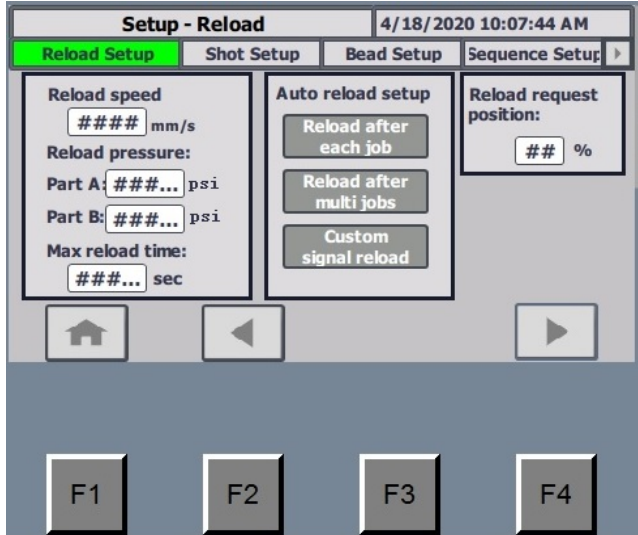 Setup - Reload
4/18/2020 10:07:44 AM
Reload Setup
Shot Setup
Bead Setup
Sequence Setup
Reload speed
#### mm/s
Reload pressure:
Part A: ###... psi
Part B: ###... psi
Max reload time:
###... sec
Auto reload setup
Reload after
each job
Reload after
multi jobs
Custom
signal reload
Reload request
position:
## %
F1
F2
F3
F4